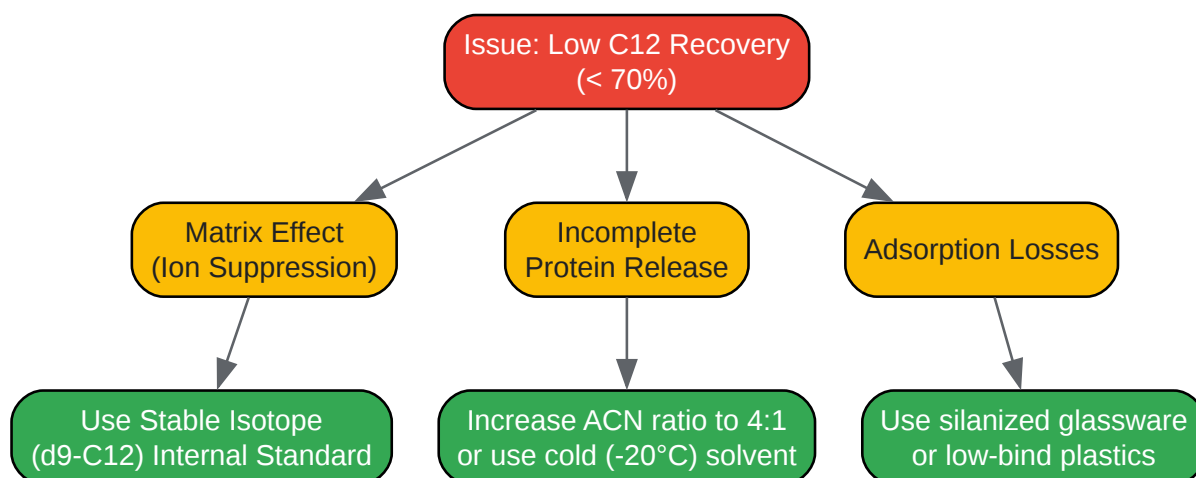 Issue: Low C12 Recovery
(< 70%)
Matrix Effect
(Ion Suppression)
Incomplete
Protein Release
Adsorption Losses
Use Stable Isotope
(d9-C12) Internal Standard
Increase ACN ratio to 4:1
or use cold (-20°C) solvent
Use silanized glassware
or low-bind plastics